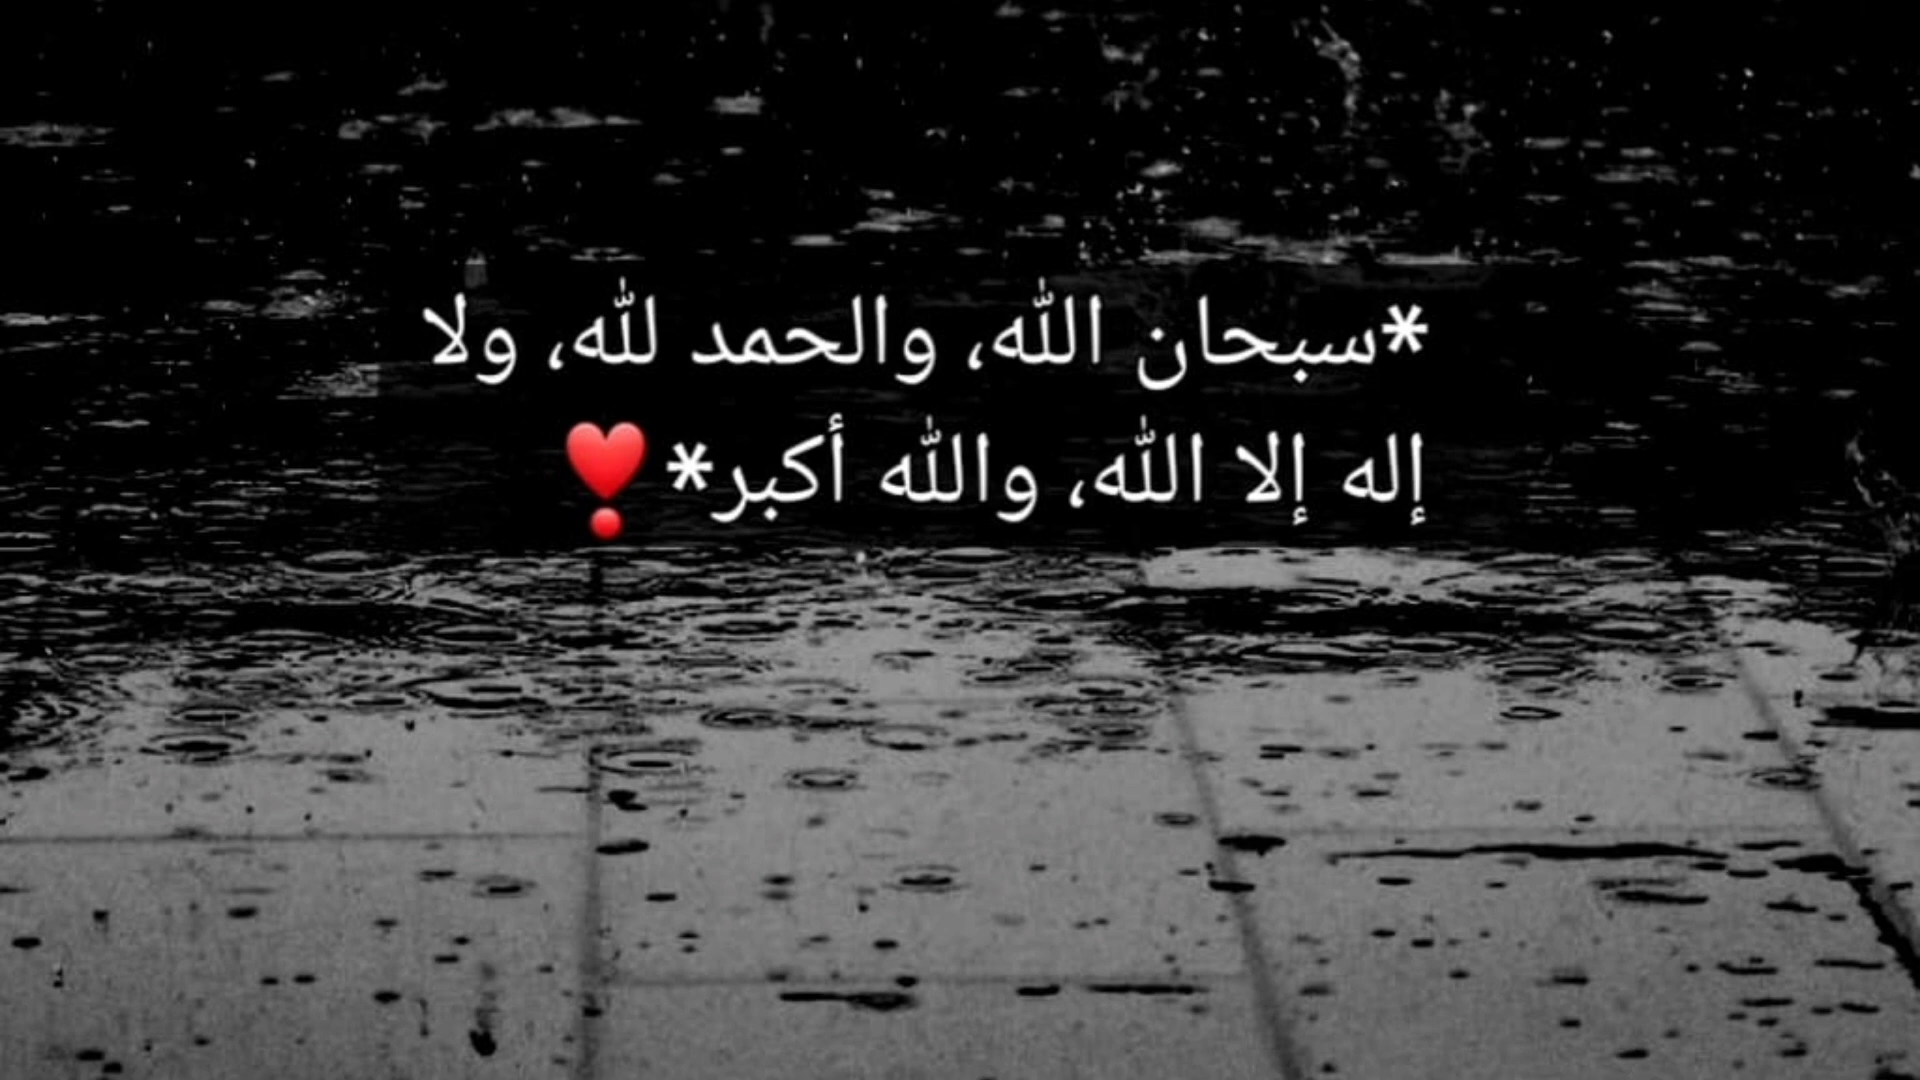 *سبحان الله، والحمد لله، ولا
إله إلا الله، والله أكبر* ❣️